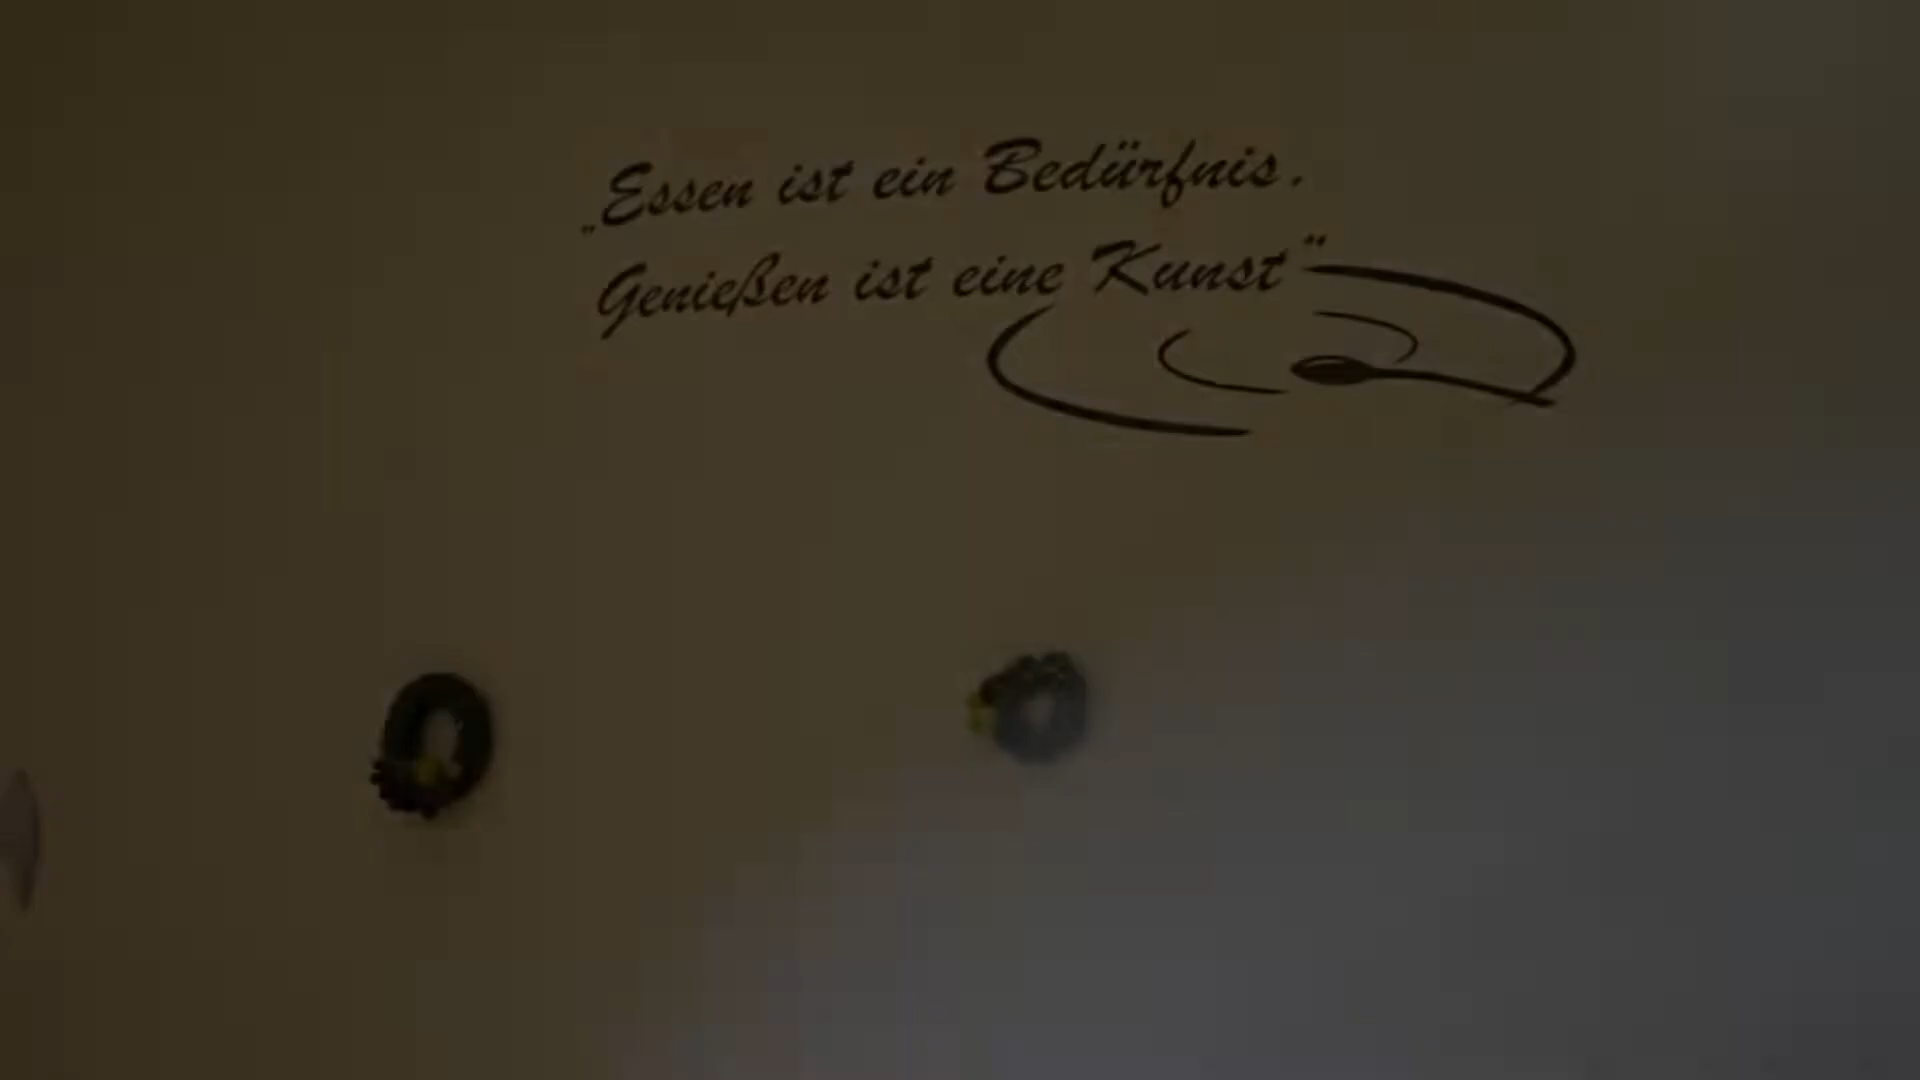 „Essen ist ein Bedürfnis.
Genießen ist eine Kunst“